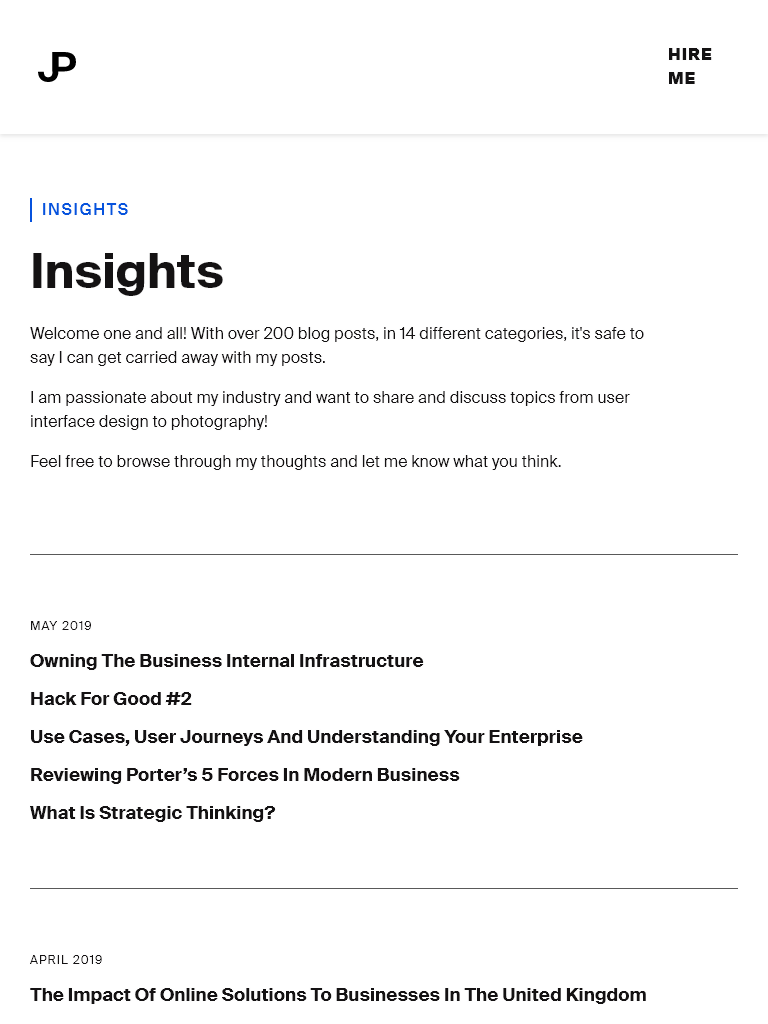 JP
HIRE
ME
INSIGHTS
Insights
Welcome one and all! With over 200 blog posts, in 14 different categories, it's safe to
say I can get carried away with my posts.
I am passionate about my industry and want to share and discuss topics from user
interface design to photography!
Feel free to browse through my thoughts and let me know what you think.
MAY 2019
Owning The Business Internal Infrastructure
Hack For Good #2
Use Cases, User Journeys And Understanding Your Enterprise
Reviewing Porter’s 5 Forces In Modern Business
What Is Strategic Thinking?
APRIL 2019
The Impact Of Online Solutions To Businesses In The United Kingdom